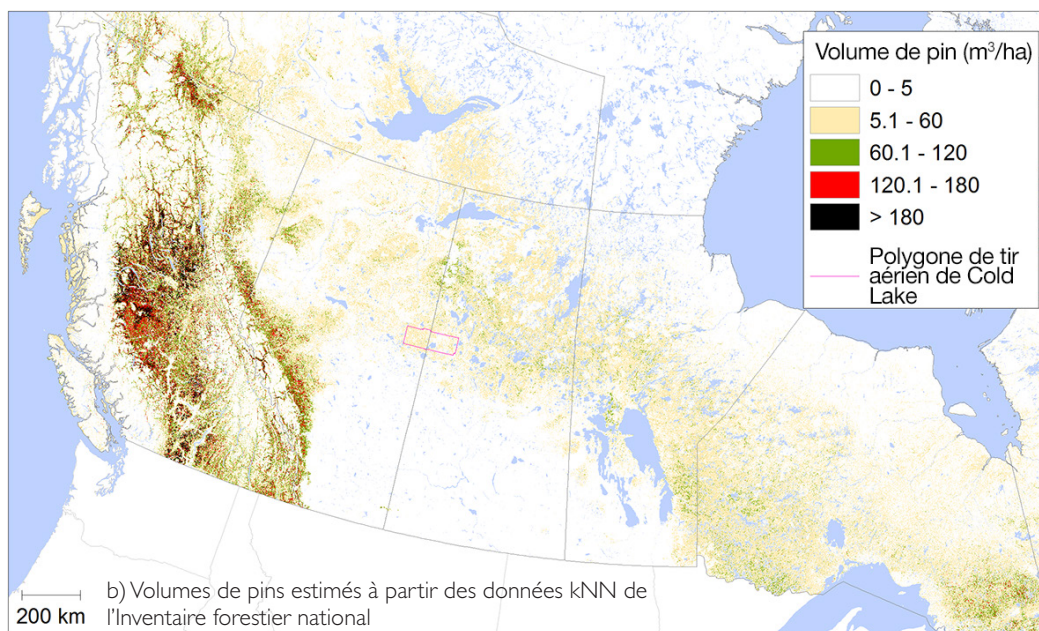 Volume de pin (m³/ha)
0 - 5
5.1 - 60
60.1 - 120
120.1 - 180
> 180
Polygone de tir
aérien de Cold
Lake
200 km
b) Volumes de pins estimés à partir des données kNN de
l’Inventaire forestier national